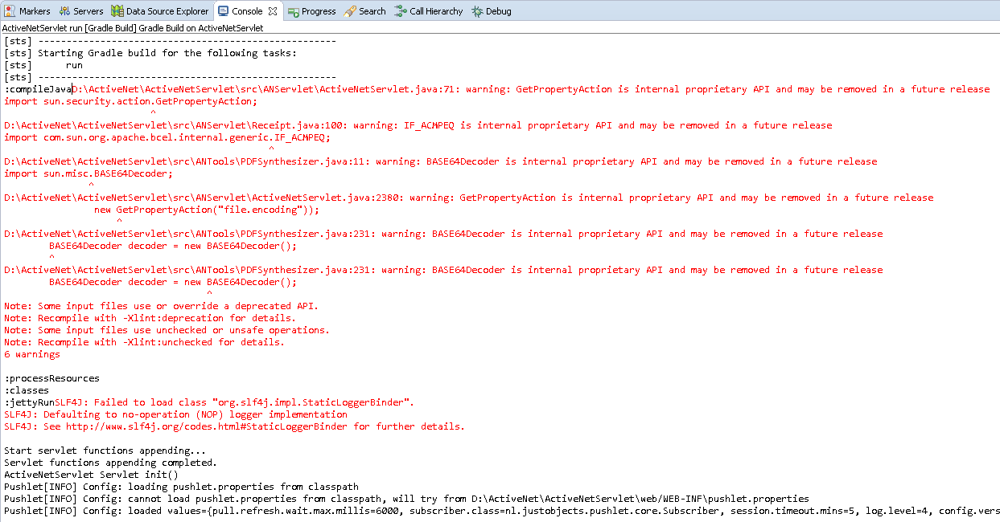 Markers Servers Data Source Explorer Console Progress Search Call Hierarchy Debug
ActiveNetServlet run [Gradle Build] Gradle Build on ActiveNetServlet
[sts] -----------------------------------------------------
[sts] Starting Gradle build for the following tasks:
[sts]      run
[sts] -----------------------------------------------------
:compileJavaD:\ActiveNet\ActiveNetServlet\src\ANServlet\ActiveNetServlet.java:71: warning: GetPropertyAction is internal proprietary API and may be removed in a future release
import sun.security.action.GetPropertyAction;
^
D:\ActiveNet\ActiveNetServlet\src\ANServlet\Receipt.java:100: warning: IF_ACMPEQ is internal proprietary API and may be removed in a future release
import com.sun.org.apache.bcel.internal.generic.IF_ACMPEQ;
^
D:\ActiveNet\ActiveNetServlet\src\ANTools\PDFSynthesizer.java:11: warning: BASE64Decoder is internal proprietary API and may be removed in a future release
import sun.misc.BASE64Decoder;
^
D:\ActiveNet\ActiveNetServlet\src\ANServlet\ActiveNetServlet.java:2380: warning: GetPropertyAction is internal proprietary API and may be removed in a future release
new GetPropertyAction("file.encoding"));
^
D:\ActiveNet\ActiveNetServlet\src\ANTools\PDFSynthesizer.java:231: warning: BASE64Decoder is internal proprietary API and may be removed in a future release
BASE64Decoder decoder = new BASE64Decoder();
^
D:\ActiveNet\ActiveNetServlet\src\ANTools\PDFSynthesizer.java:231: warning: BASE64Decoder is internal proprietary API and may be removed in a future release
BASE64Decoder decoder = new BASE64Decoder();
^
Note: Some input files use or override a deprecated API.
Note: Recompile with -Xlint:deprecation for details.
Note: Some input files use unchecked or unsafe operations.
Note: Recompile with -Xlint:unchecked for details.
6 warnings
:processResources
:classes
:jettyRunSLF4J: Failed to load class "org.slf4j.impl.StaticLoggerBinder".
SLF4J: Defaulting to no-operation (NOP) logger implementation
SLF4J: See http://www.slf4j.org/codes.html#StaticLoggerBinder for further details.
Start servlet functions appending...
Servlet functions appending completed.
ActiveNetServlet Servlet init()
Pushlet[INFO] Config: loading pushlet.properties from classpath
Pushlet[INFO] Config: cannot load pushlet.properties from classpath, will try from D:\ActiveNet\ActiveNetServlet\web/WEB-INF\pushlet.properties
Pushlet[INFO] Config: loaded values={pull.refresh.wait.max.millis=6000, subscriber.class=nl.justobjects.pushlet.core.Subscriber, session.timeout.mins=5, log.level=4, config.vers